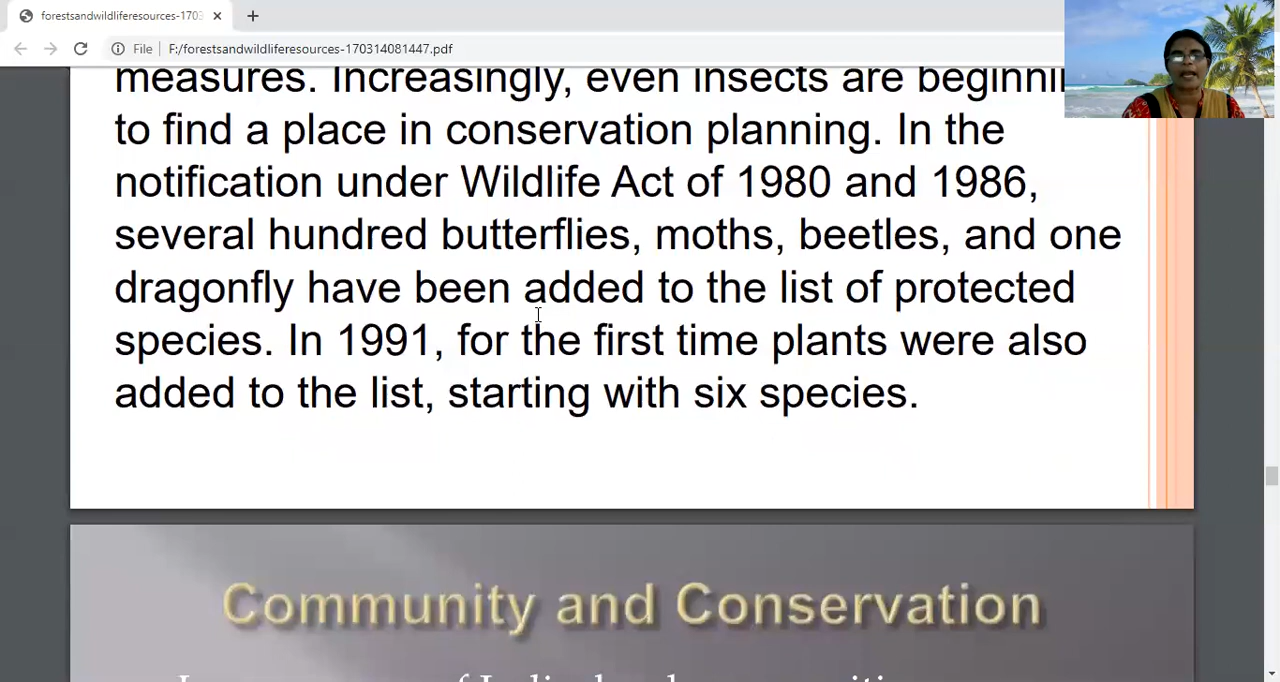 forestsandwildliferesources-1703
File F:/forestsandwildliferesources-170314081447.pdf
measures. Increasingly, even insects are
to find a place in conservation planning. In the
notification under Wildlife Act of 1980 and 1986,
several hundred butterflies, moths, beetles, and one
dragonfly have been added to the list of protected
species. In 1991, for the first time plants were also
added to the list, starting with six species.
Community and Conservation